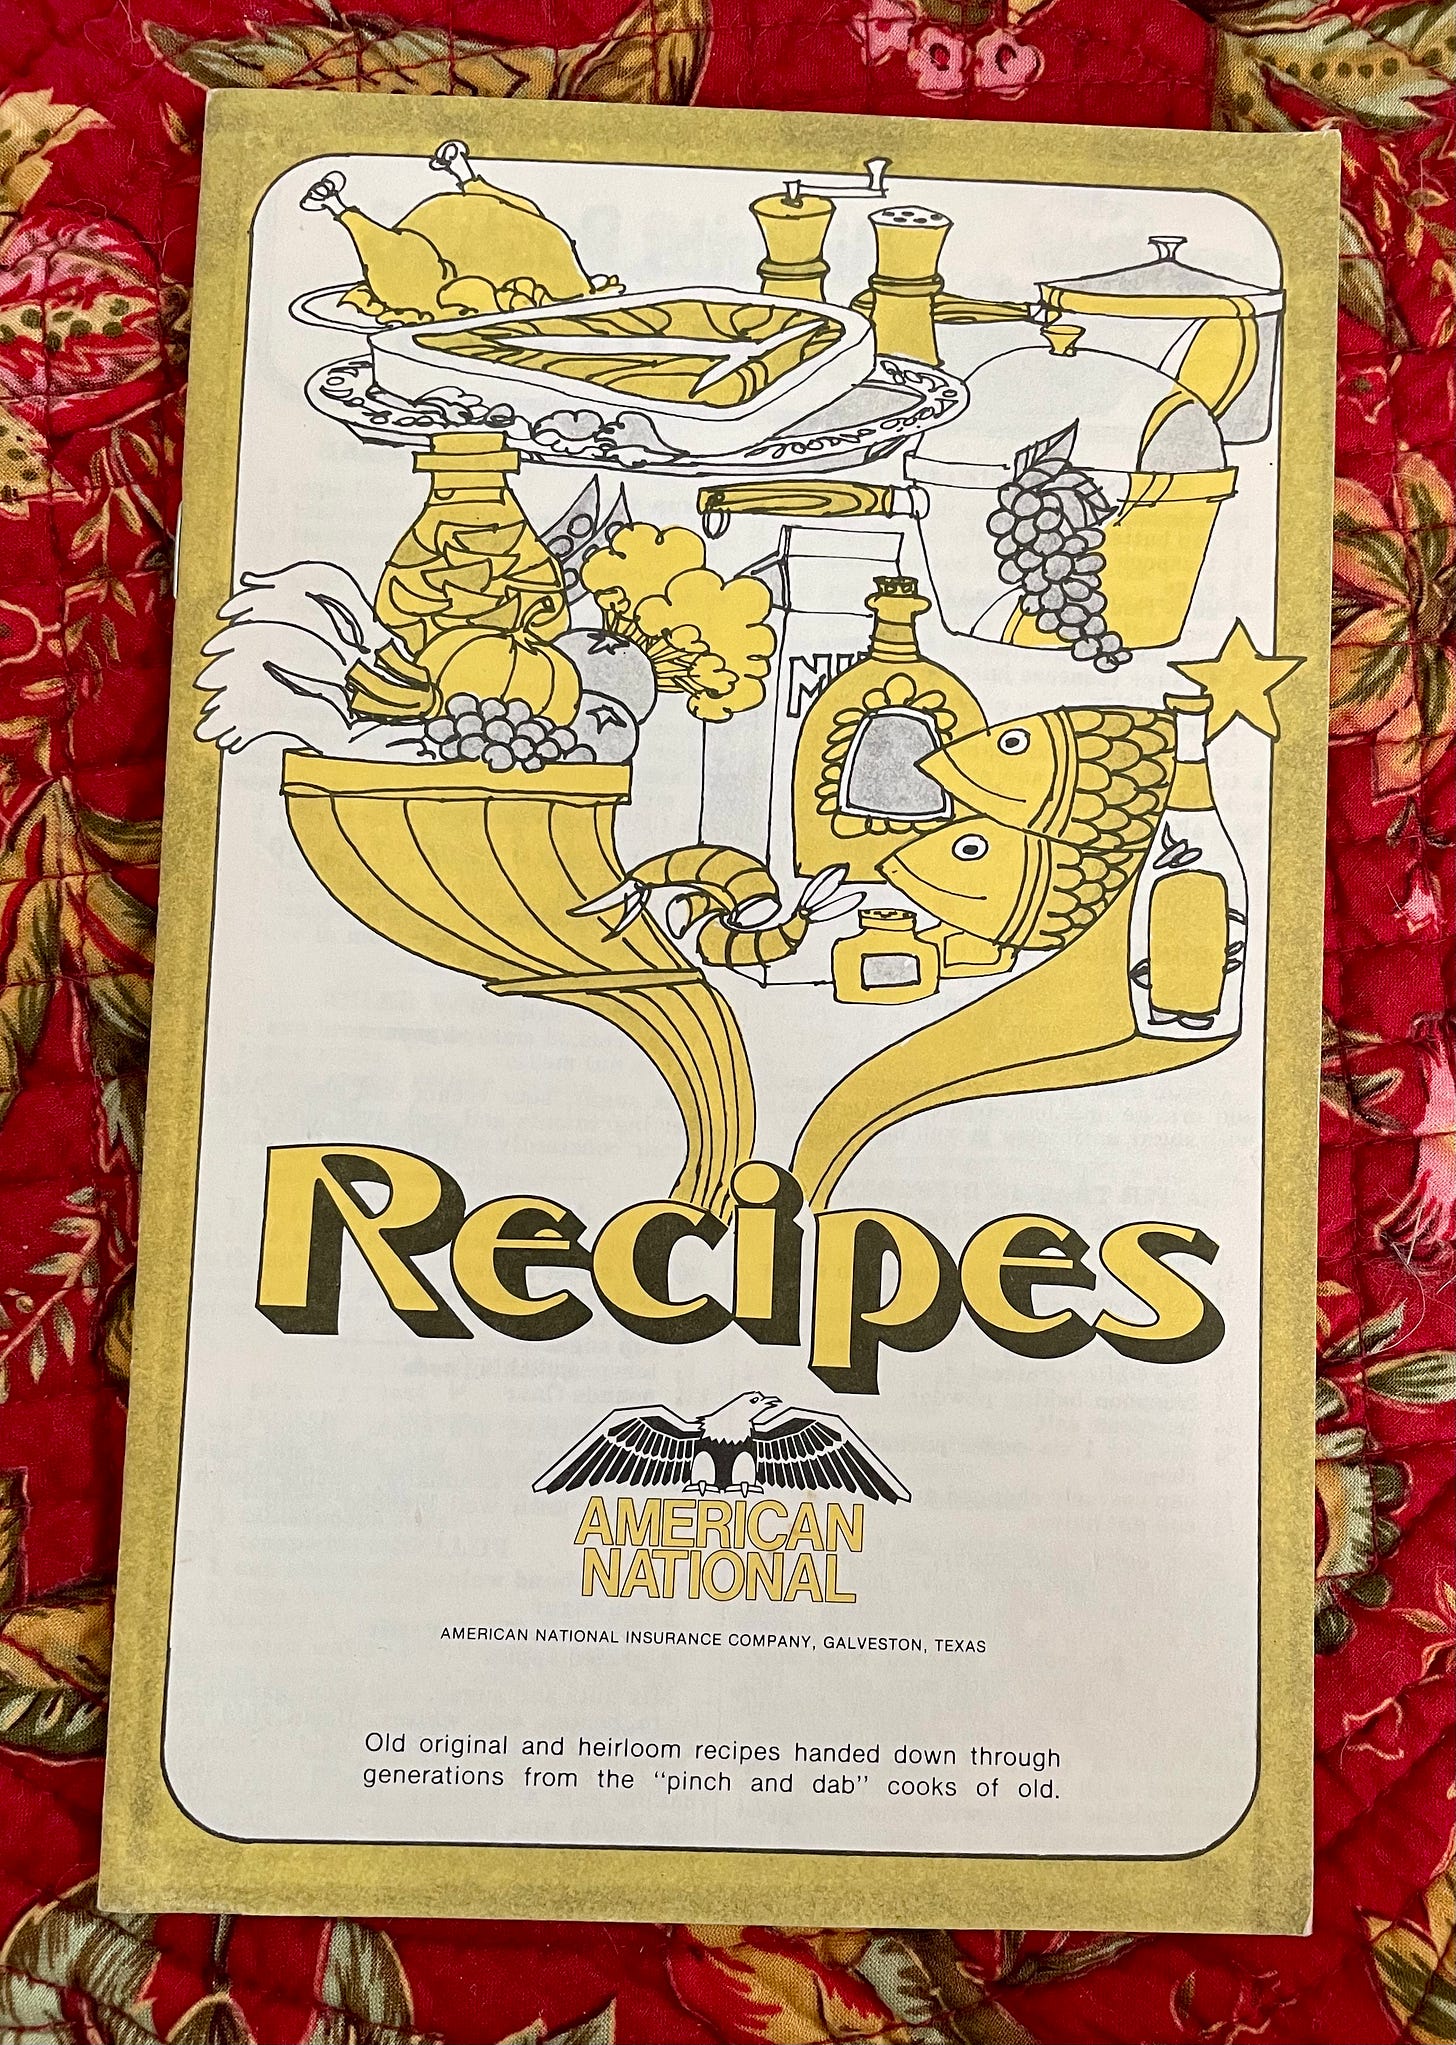 Recipes
AMERICAN
NATIONAL
AMERICAN NATIONAL INSURANCE COMPANY, GALVESTON, TEXAS
Old original and heirloom recipes handed down through
generations from the “pinch and dab” cooks of old.